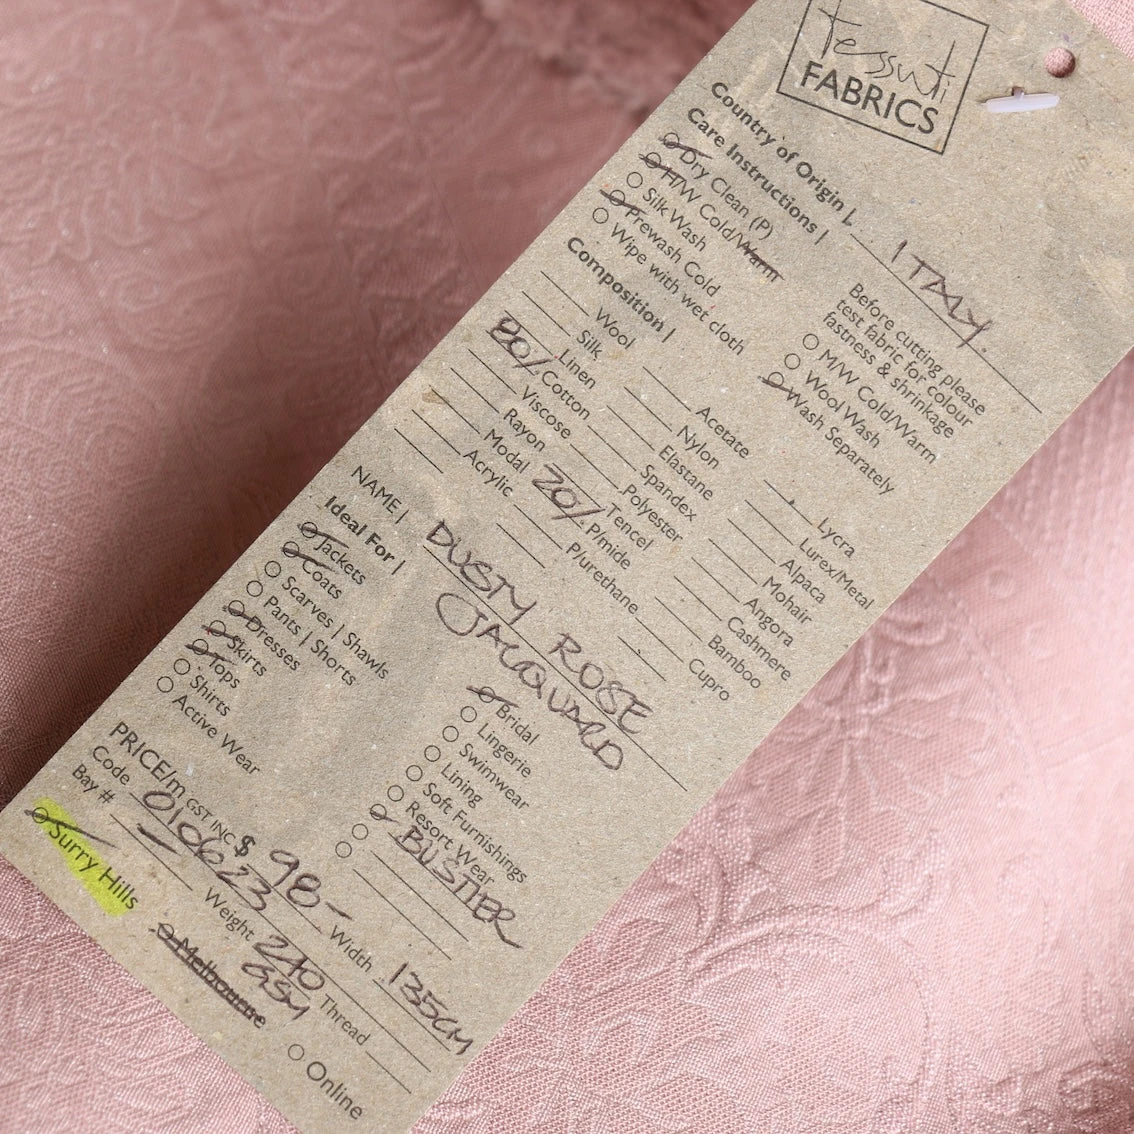 tessuti
FABRICS
Country of Origin | ITALY.
Care Instructions |
Dry Clean (P)
H/W Cold/Warm
Silk Wash
Prewash Cold
Wipe with wet cloth
Before cutting please
test fabric for colour
fastness & shrinkage
M/W Cold/Warm
Wool Wash
Wash Separately
Composition |
Wool
Silk
Linen
80% Cotton
Viscose
Rayon
Modal
Acrylic
Acetate
Nylon
Elastane
Spandex
Polyester
Tencel
20% P/mide
P/urethane
Lycra
Lurex/Metal
Alpaca
Mohair
Angora
Cashmere
Bamboo
Cupro
NAME | DUSTY ROSE
JACQUARD
Ideal For |
Jackets
Coats
Scarves | Shawls
Pants | Shorts
Dresses
Skirts
Tops
Shirts
Active Wear
Bridal
Lingerie
Swimwear
Lining
Soft Furnishings
Resort Wear
BUSTIER
PRICE/m GST INC $ 98-
Code 010623 Width 135cm
Bay # - Weight 240 GSM Thread
Surry Hills
Melbourne
Online